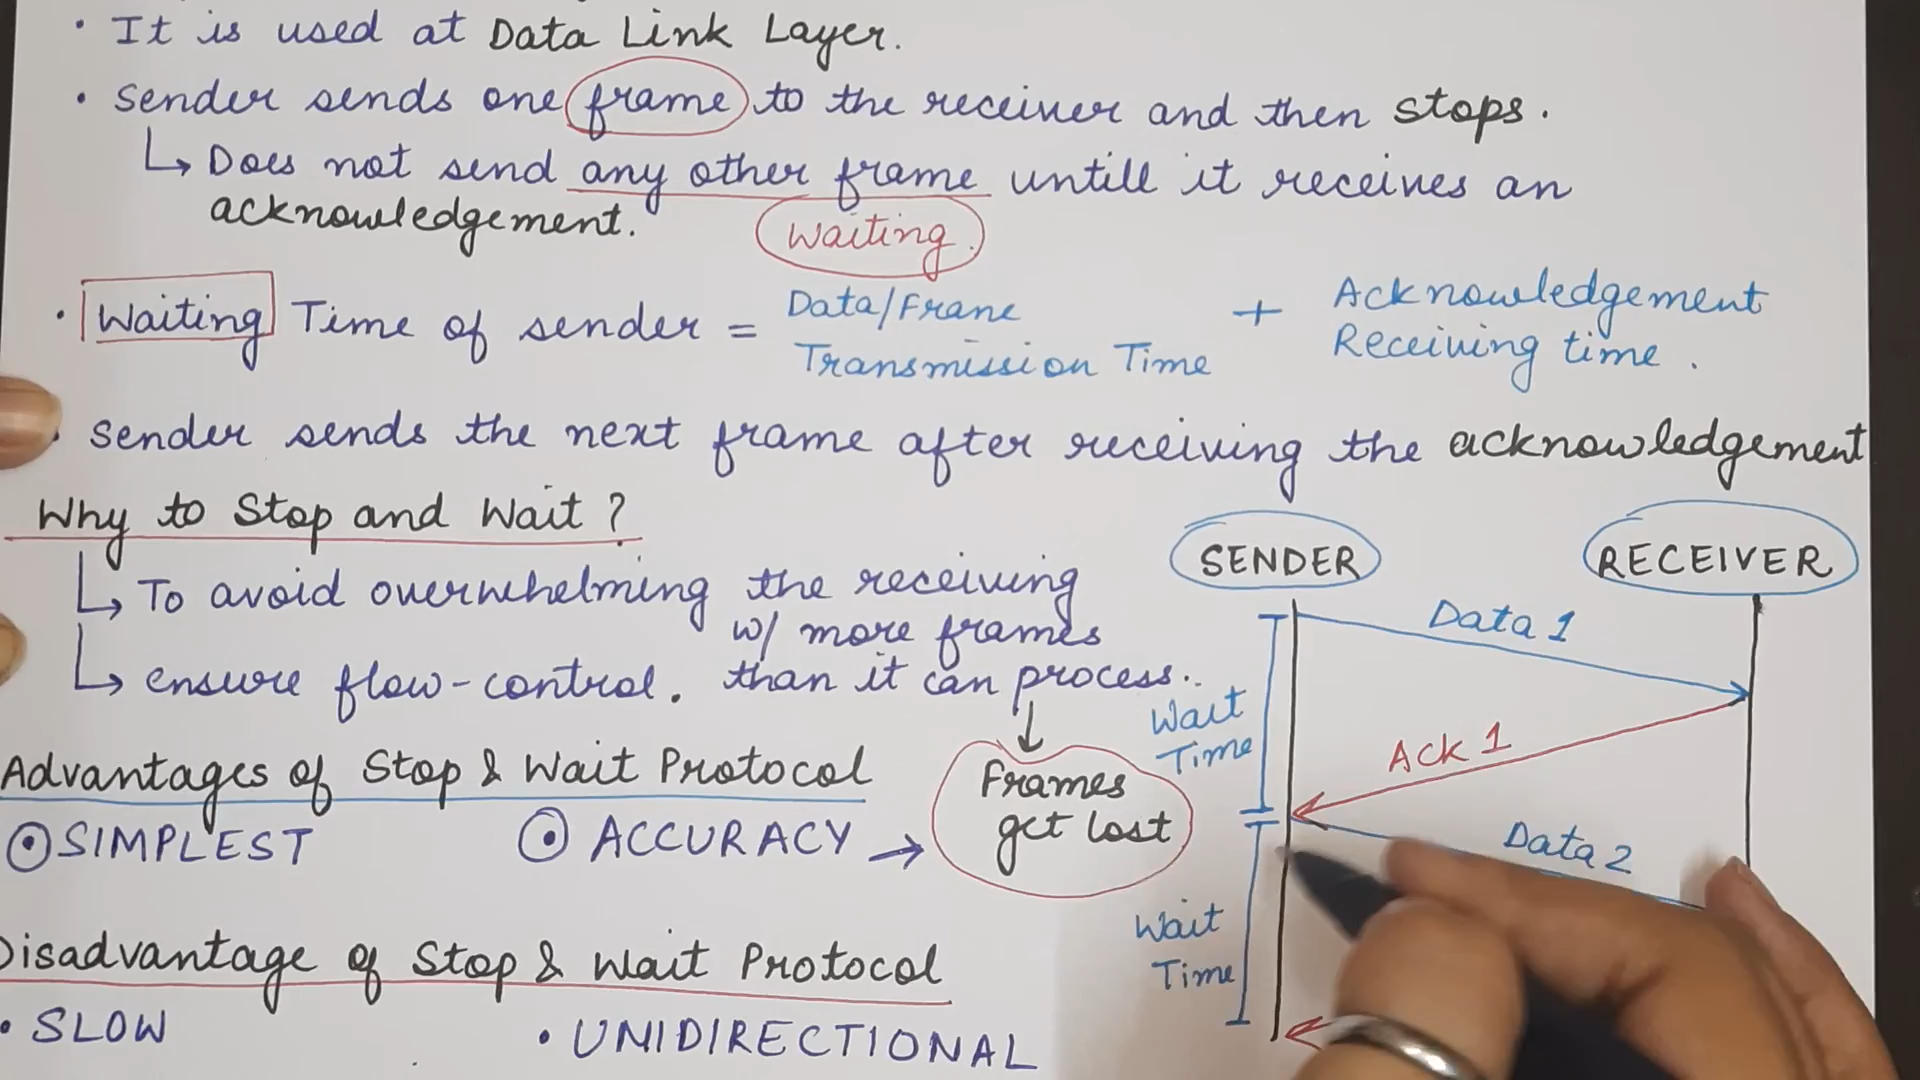 • It is used at Data Link Layer.
• Sender sends one frame to the receiver and then stops.
↳ Does not send any other frame untill it receives an
acknowledgement.
Waiting.
• Waiting Time of sender = Data/Frane Transmission Time + Acknowledgement Receiving time.
• Sender sends the next frame after receiving the acknowledgement
Why to Stop and Wait?
↳ To avoid overwhelming the receiving
w/ more frames
↳ ensure flow-control. than it can process..
↓
Frames
get lost
Advantages of Stop & Wait Protocol
⊙ SIMPLEST ⊙ ACCURACY →
Disadvantage of Stop & Wait Protocol
• SLOW • UNIDIRECTIONAL
SENDER RECEIVER
Data 1
Wait
Time
Ack 1
Data 2
Wait
Time